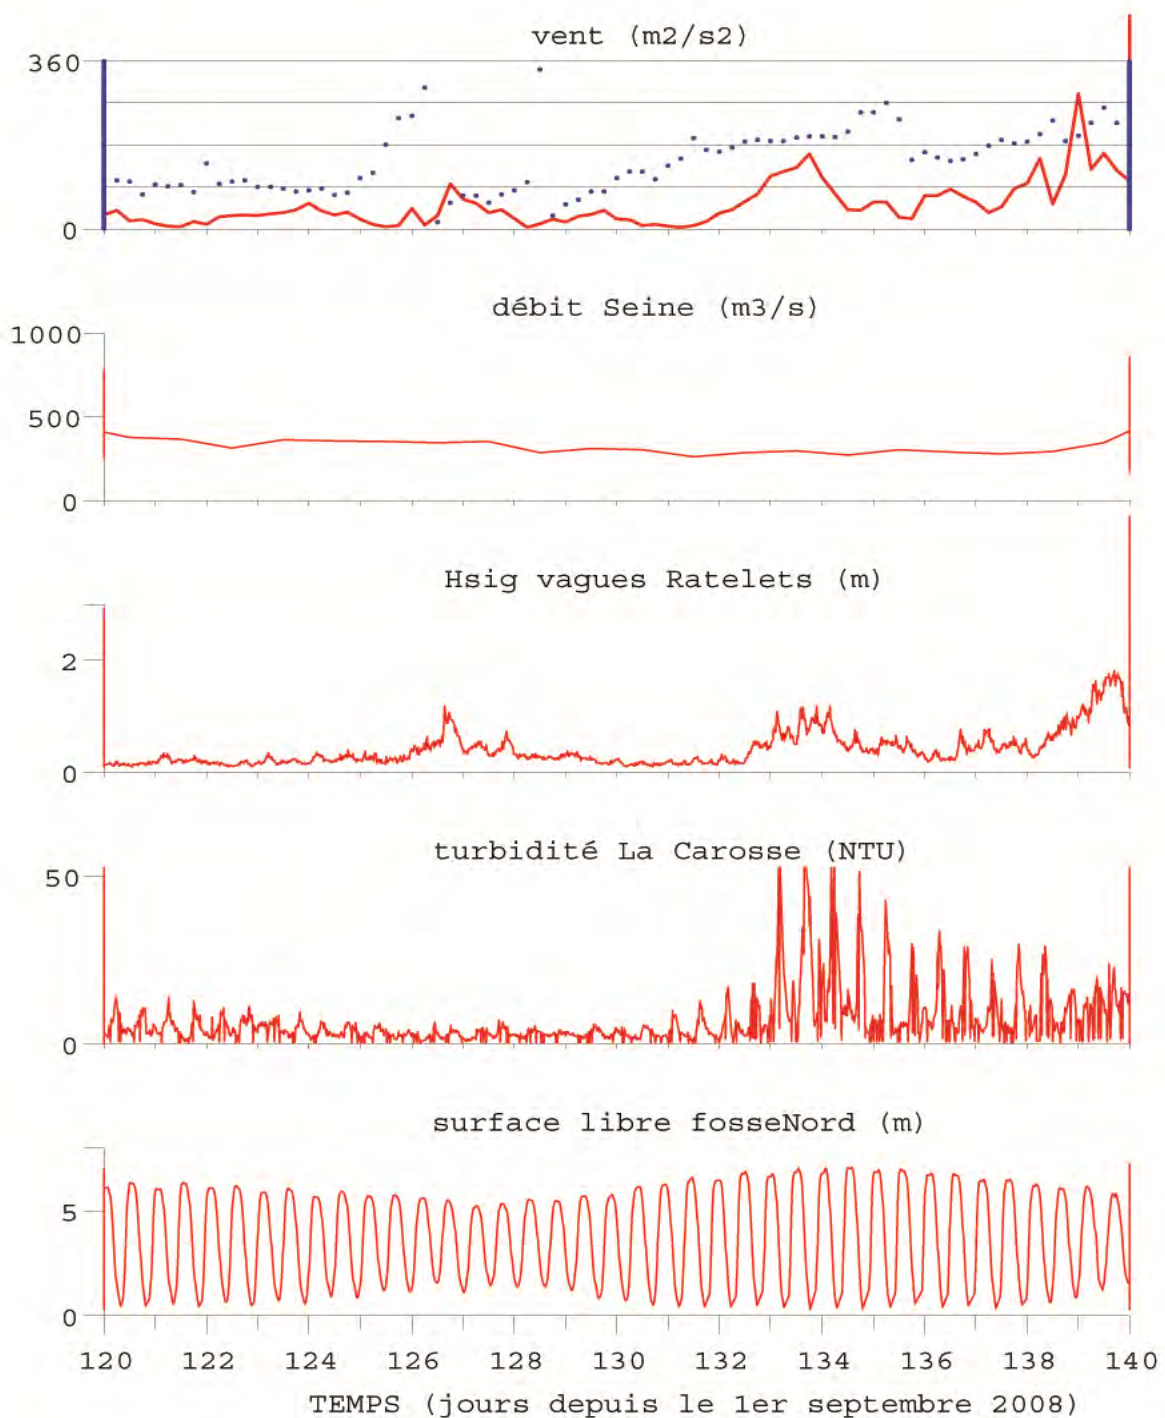 vent (m2/s2)
360
0
débit Seine (m3/s)
1000
500
0
Hsig vagues Ratelets (m)
2
0
turbidité La Carosse (NTU)
50
0
surface libre fosseNord (m)
5
0
120 122 124 126 128 130 132 134 136 138 140
TEMPS (jours depuis le 1er septembre 2008)